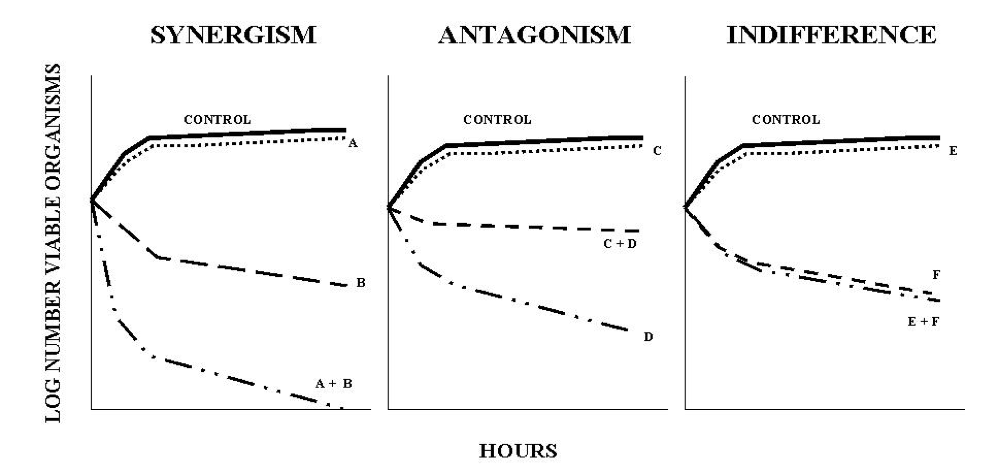 SYNERGISM
ANTAGONISM
INDIFFERENCE
LOG NUMBER VIABLE ORGANISMS
CONTROL
A
B
A + B
CONTROL
C
C + D
D
CONTROL
E
F
E + F
HOURS